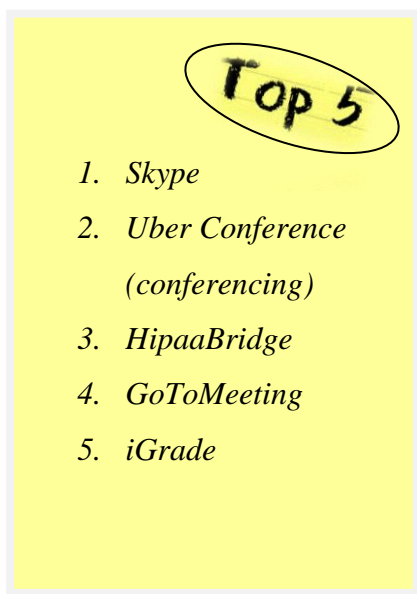 Top 5
1. Skype
2. Uber Conference
(conferencing)
3. HipaaBridge
4. GoToMeeting
5. iGrade